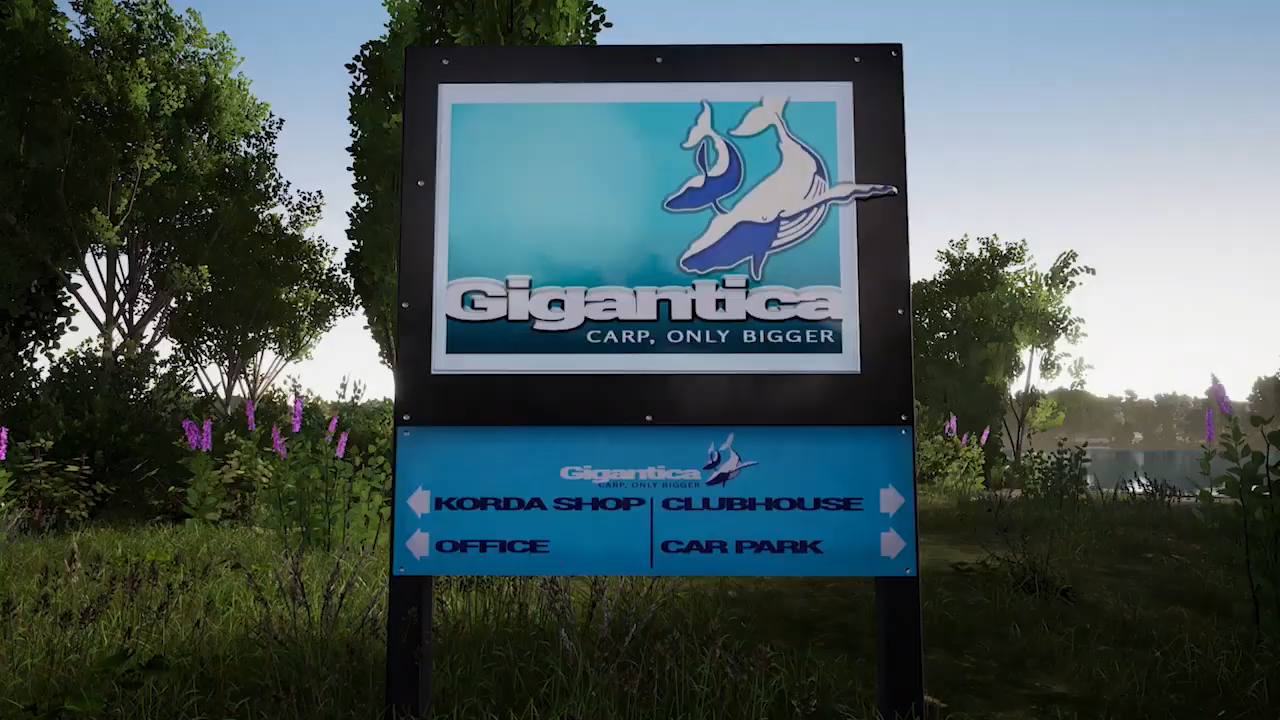 Gigantica
CARP, ONLY BIGGER
Gigantica
CARP, ONLY BIGGER
KORDA SHOP | CLUBHOUSE
OFFICE | CAR PARK